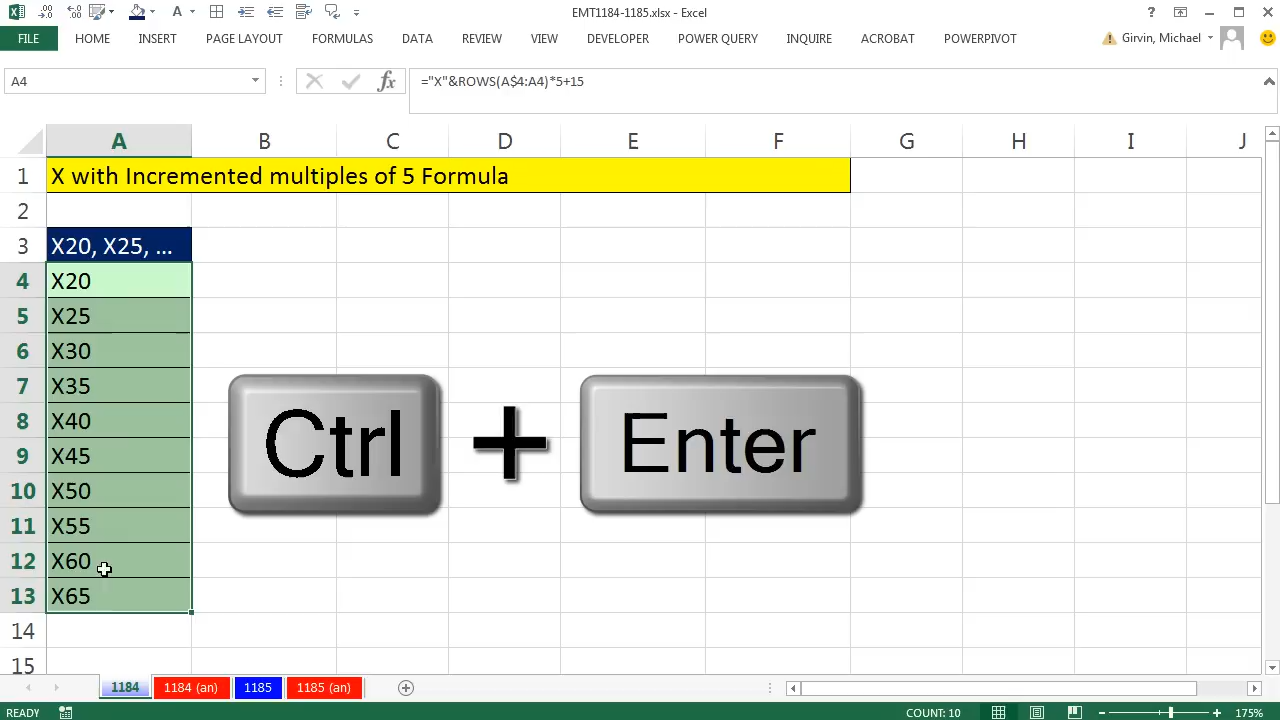 EMT1184-1185.xlsx - Excel
FILE HOME INSERT PAGE LAYOUT FORMULAS DATA REVIEW VIEW DEVELOPER POWER QUERY INQUIRE ACROBAT POWERPIVOT Girvin, Michael
A4 fx ="X"&ROWS(A$4:A4)*5+15
A B C D E F G H I J
1 X with Incremented multiples of 5 Formula
2
3 X20, X25, ...
4 X20
5 X25
6 X30
7 X35
8 X40
9 X45
10 X50
11 X55
12 X60
13 X65
14
15
Ctrl + Enter
1184 1184 (an) 1185 1185 (an)
READY COUNT: 10 175%